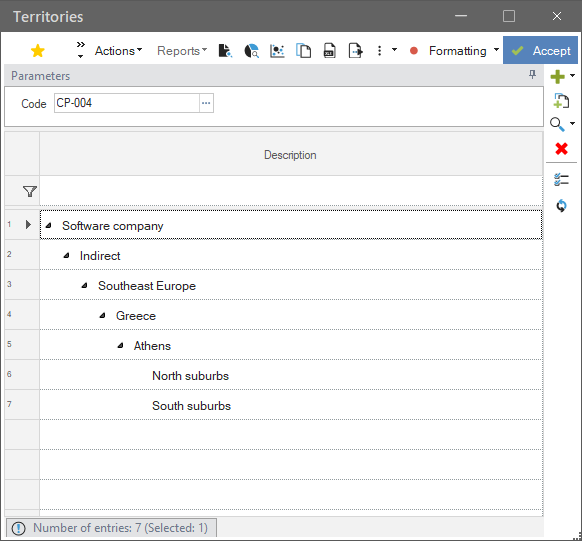 Territories
» Actions Reports Formatting Accept
Parameters
Code CP-004 ...
Description
1 Software company
2 Indirect
3 Southeast Europe
4 Greece
5 Athens
6 North suburbs
7 South suburbs
Number of entries: 7 (Selected: 1)